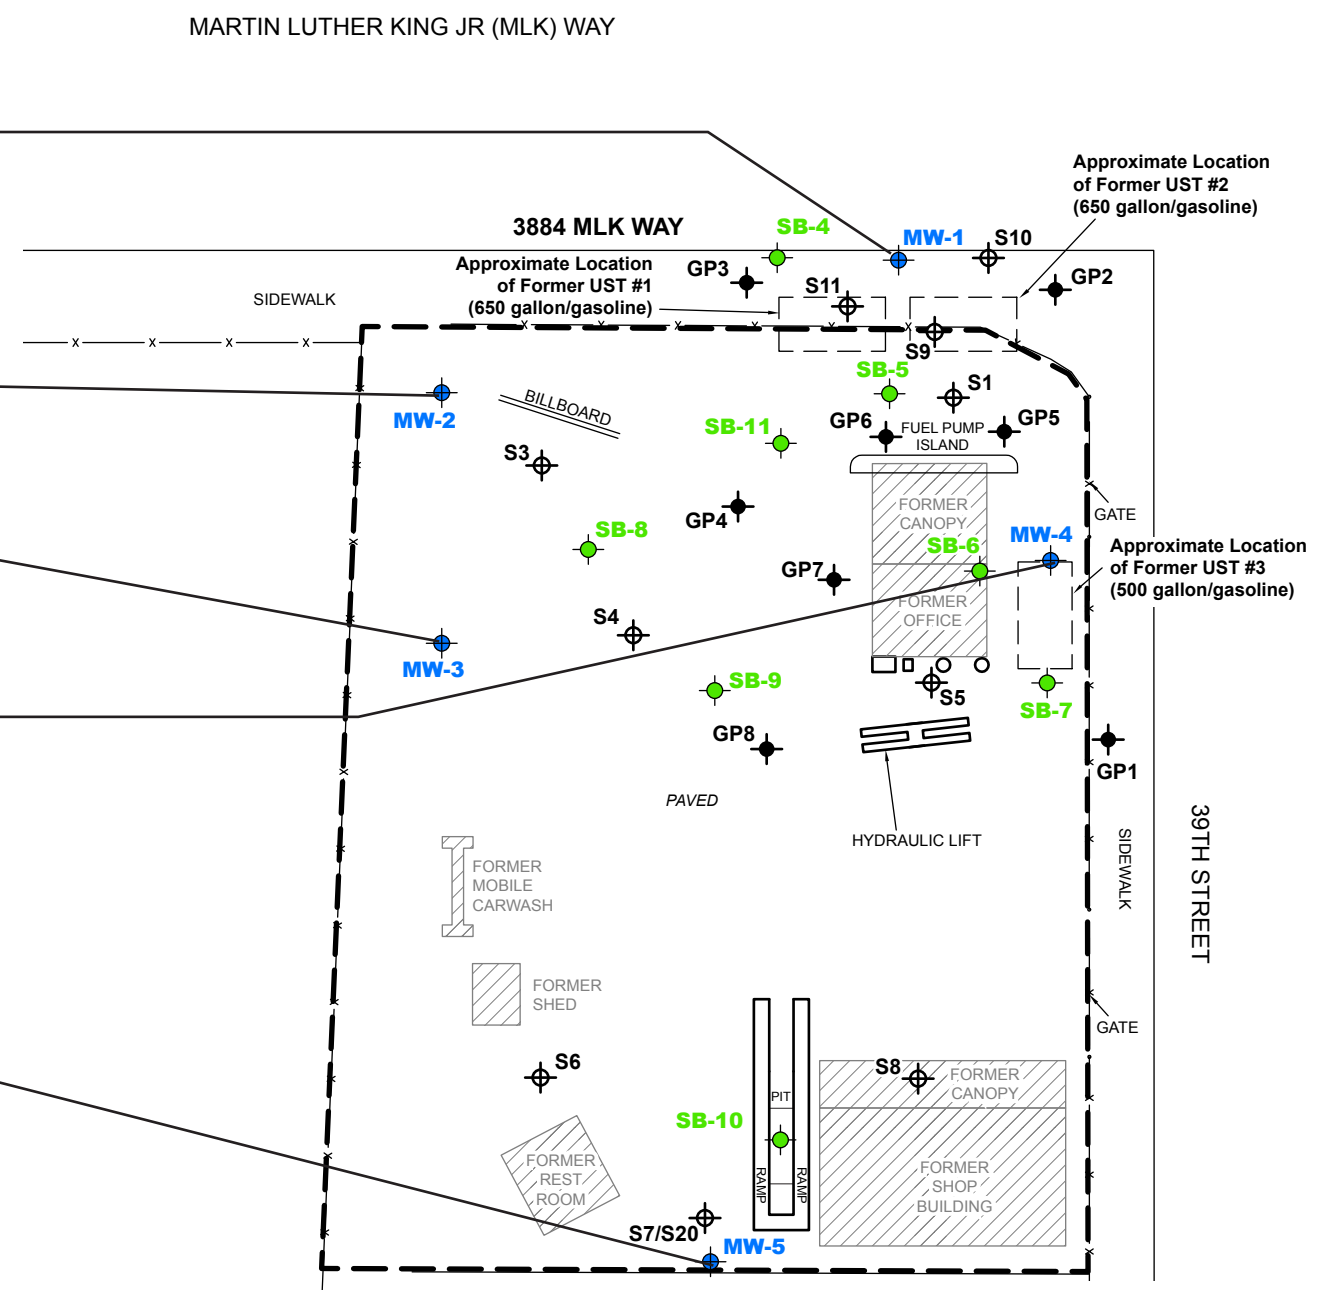 MARTIN LUTHER KING JR (MLK) WAY
Approximate Location
of Former UST #2
(650 gallon/gasoline)
3884 MLK WAY
SB-4
MW-1
S10
Approximate Location
of Former UST #1
(650 gallon/gasoline)
GP3
S11
GP2
SIDEWALK
S9
SB-5
S1
BILLBOARD
MW-2
SB-11
GP6
FUEL PUMP
ISLAND
GP5
S3
GP4
FORMER
CANOPY
GATE
SB-8
SB-6
MW-4
Approximate Location
of Former UST #3
(500 gallon/gasoline)
GP7
FORMER
OFFICE
S4
MW-3
SB-9
S5
SB-7
GP8
GP1
PAVED
HYDRAULIC LIFT
39TH STREET
SIDEWALK
FORMER
MOBILE
CARWASH
FORMER
SHED
GATE
S6
S8
FORMER
CANOPY
PIT
SB-10
FORMER
REST
ROOM
RAMP
RAMP
FORMER
SHOP
BUILDING
S7/S20
MW-5